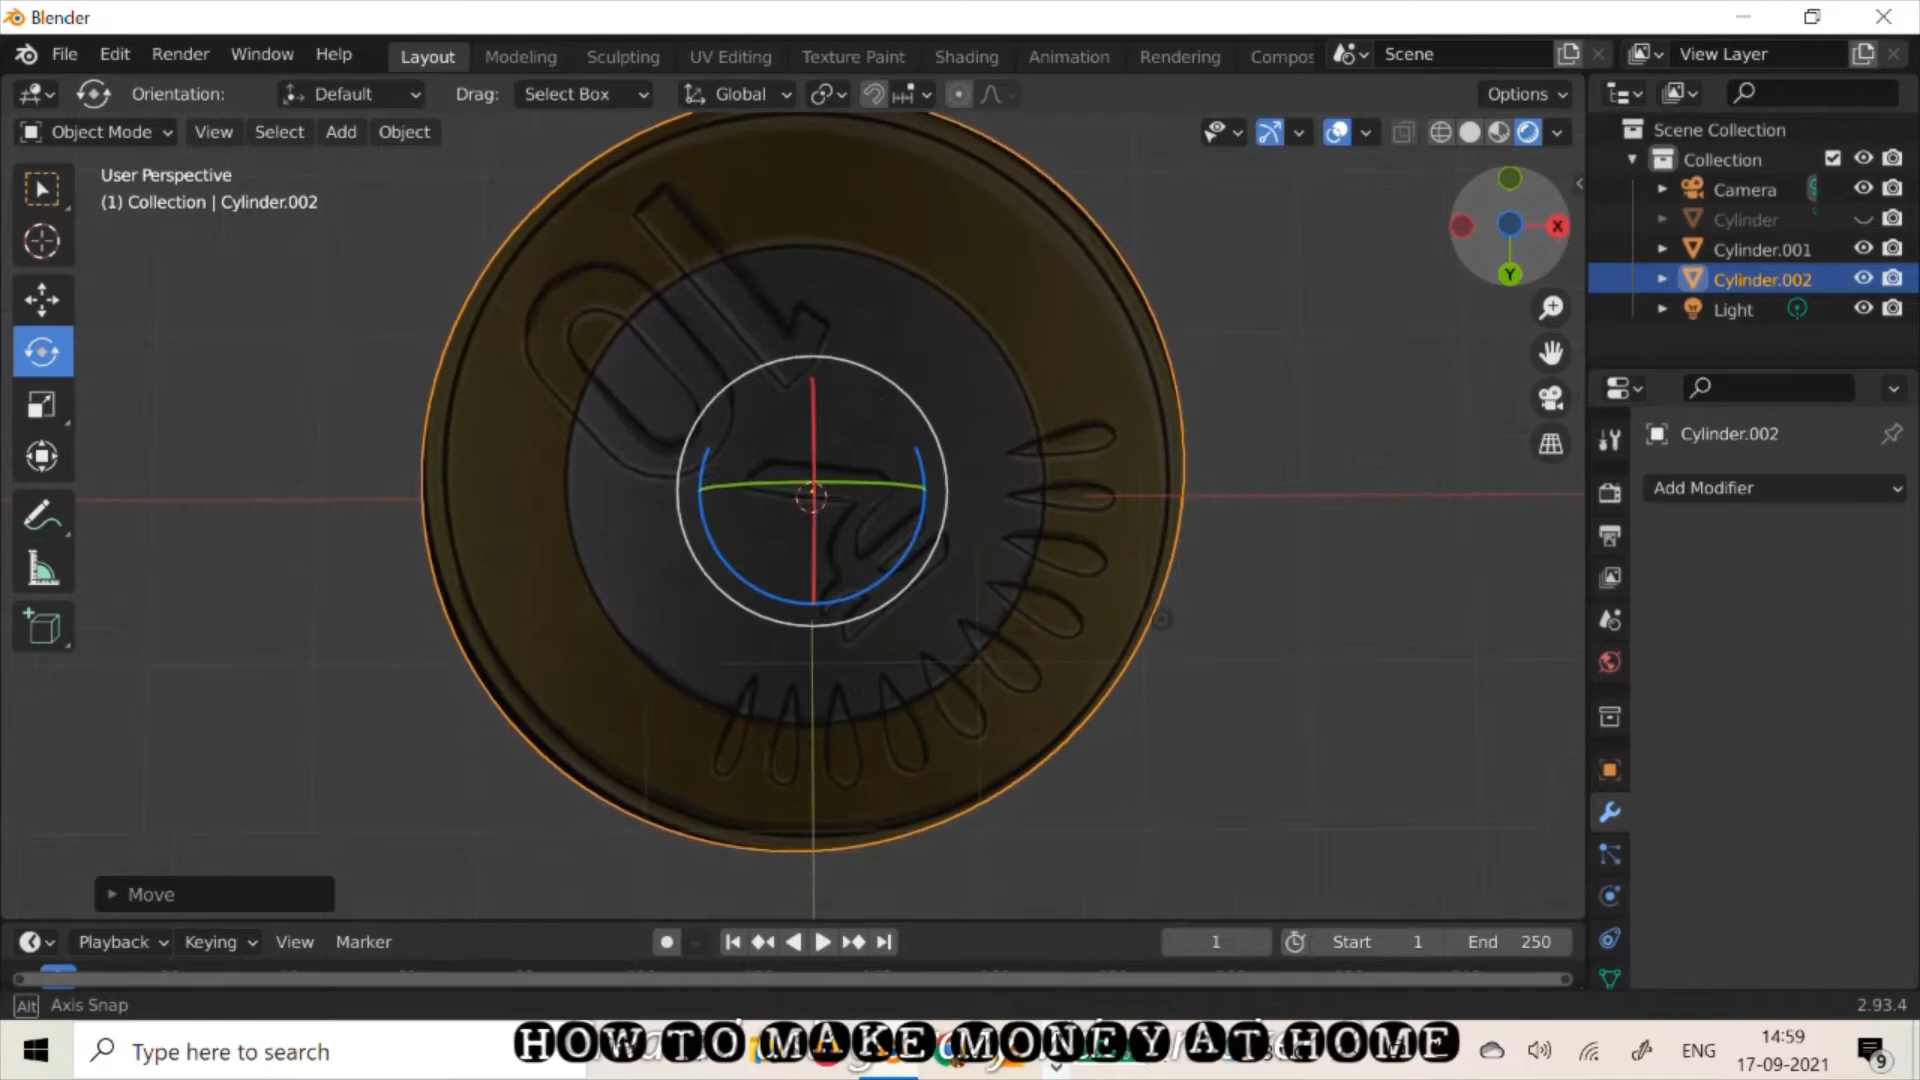 Blender
File Edit Render Window Help Layout Modeling Sculpting UV Editing Texture Paint Shading Animation Rendering Compos Scene View Layer
Orientation: Default Drag: Select Box Global Options
Object Mode View Select Add Object
User Perspective
(1) Collection | Cylinder.002
10
X
Y
Scene Collection
Collection
Camera
Cylinder
Cylinder.001
Cylinder.002
Light
Cylinder.002
Add Modifier
Move
Playback Keying View Marker 1 Start 1 End 250
Alt Axis Snap 2.93.4
Type here to search
HOW TO MAKE MONEY AT HOME
ENG
14:59
17-09-2021
9